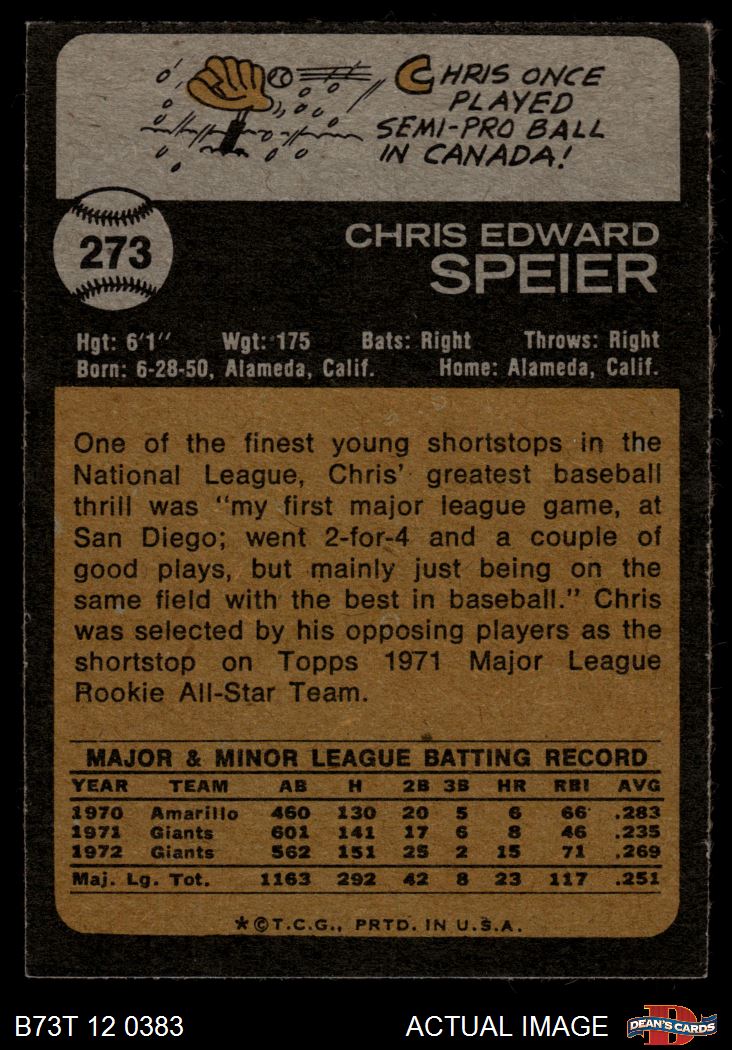 CHRIS ONCE
PLAYED
SEMI-PRO BALL
IN CANADA!
273
CHRIS EDWARD
SPEIER
Hgt: 6'1" Wgt: 175 Bats: Right Throws: Right
Born: 6-28-50, Alameda, Calif. Home: Alameda, Calif.
One of the finest young shortstops in the
National League, Chris' greatest baseball
thrill was "my first major league game, at
San Diego; went 2-for-4 and a couple of
good plays, but mainly just being on the
same field with the best in baseball." Chris
was selected by his opposing players as the
shortstop on Topps 1971 Major League
Rookie All-Star Team.
MAJOR & MINOR LEAGUE BATTING RECORD
YEAR TEAM AB H 2B 3B HR RBI AVG
1970 Amarillo 460 130 20 5 6 66 .283
1971 Giants 601 141 17 6 8 46 .235
1972 Giants 562 151 25 2 15 71 .269
Maj. Lg. Tot. 1163 292 42 8 23 117 .251
*©T.C.G., PRTD. IN U.S.A.
B73T 12 0383 ACTUAL IMAGE
D
DEAN'S CARDS